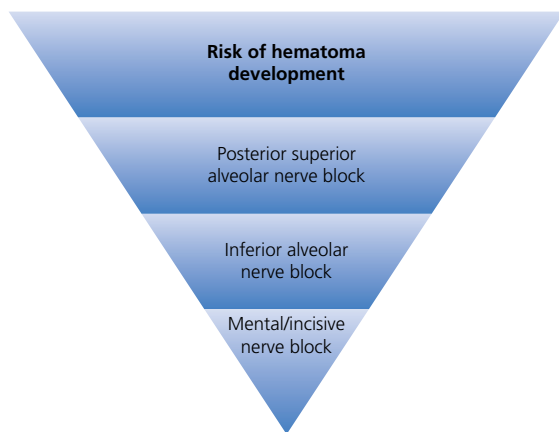 Risk of hematoma
development
Posterior superior
alveolar nerve block
Inferior alveolar
nerve block
Mental/incisive
nerve block